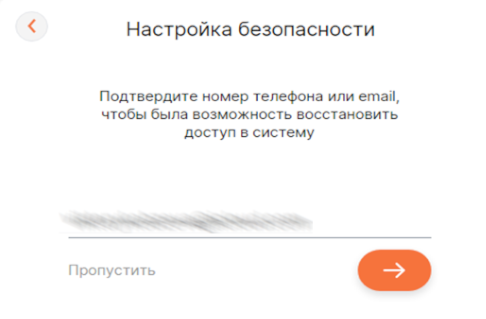 Настройка безопасности
Подтвердите номер телефона или email,
чтобы была возможность восстановить
доступ в систему
Пропустить